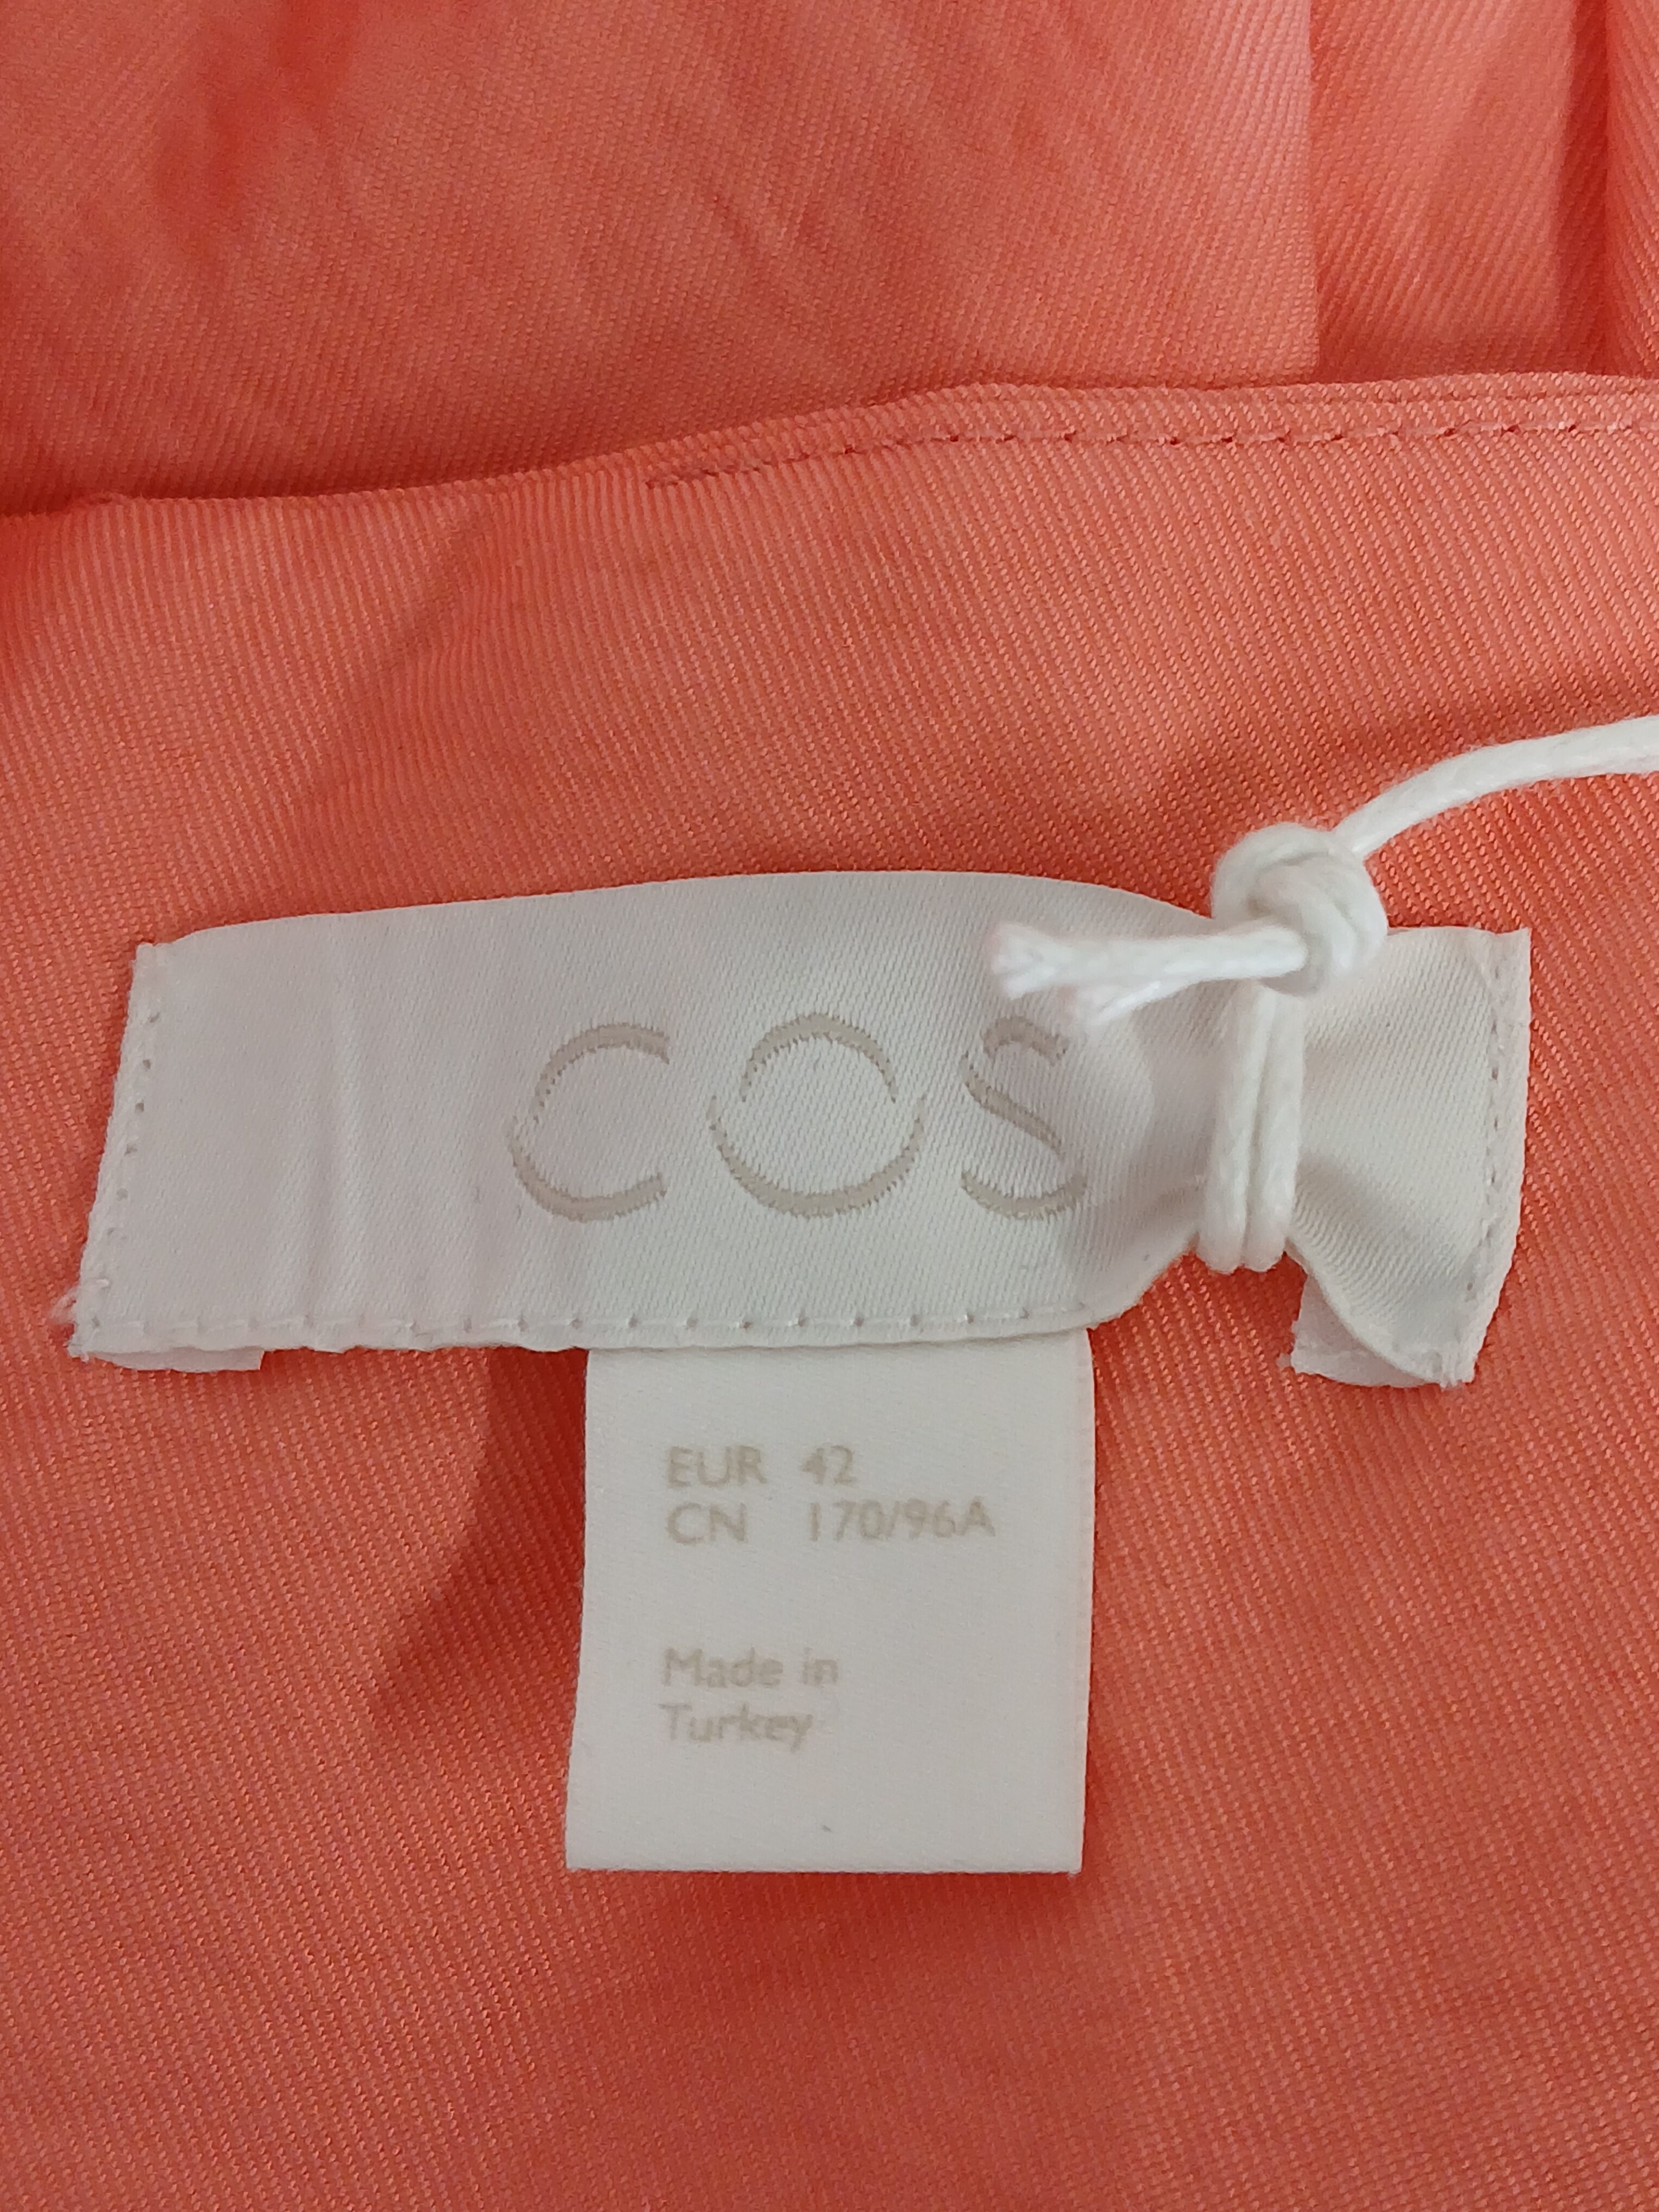 COS
EUR 42
CN 170/96A
Made in
Turkey